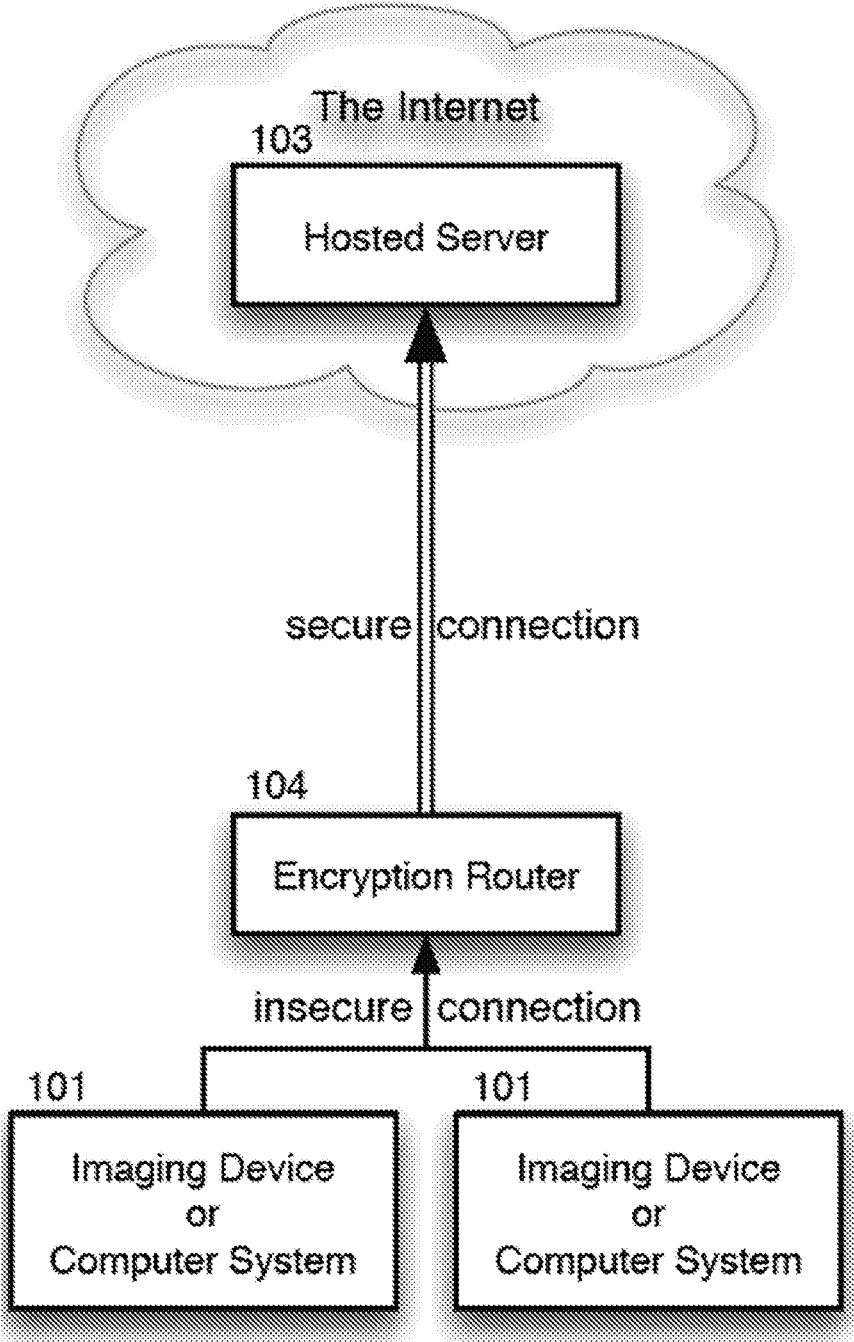 The Internet
103
Hosted Server
secure connection
104
Encryption Router
insecure connection
101
Imaging Device
or
Computer System
101
Imaging Device
or
Computer System